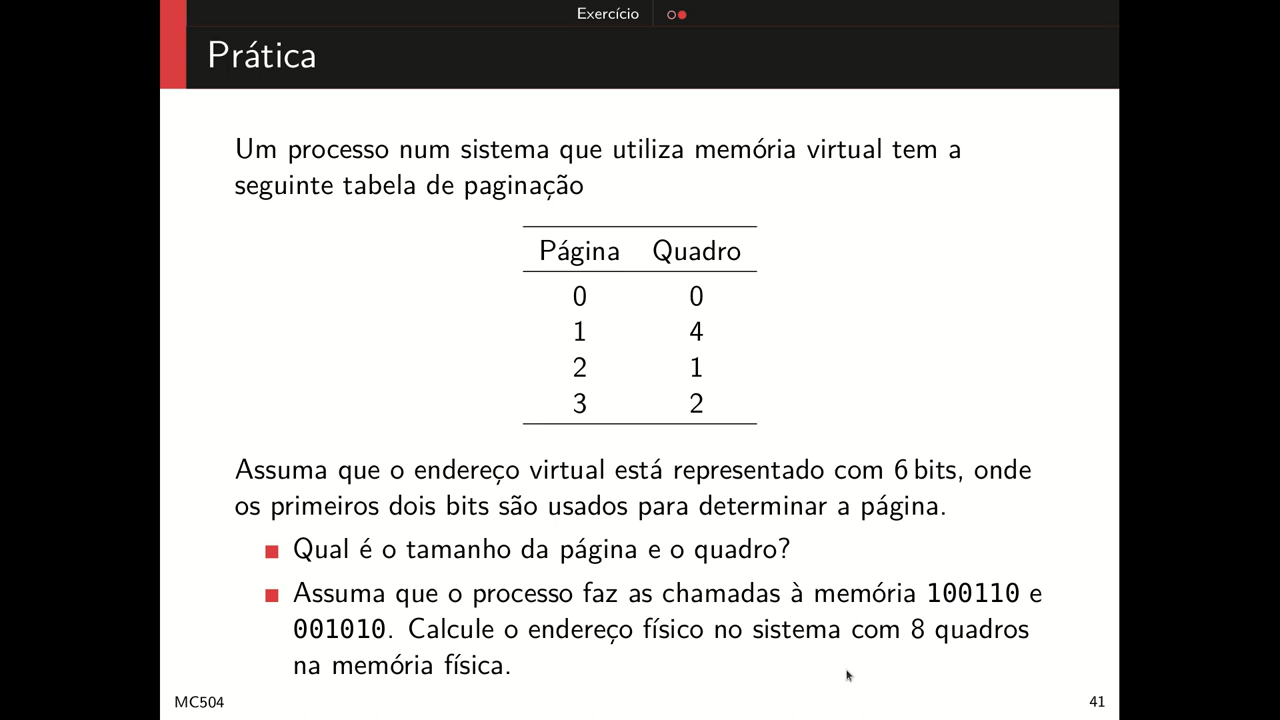 Exercício
Prática
Um processo num sistema que utiliza memória virtual tem a
seguinte tabela de paginação
Página Quadro
0 0
1 4
2 1
3 2
Assuma que o endereço virtual está representado com 6 bits, onde
os primeiros dois bits são usados para determinar a página.
Qual é o tamanho da página e o quadro?
Assuma que o processo faz as chamadas à memória 100110 e
001010. Calcule o endereço físico no sistema com 8 quadros
na memória física.
MC504 41